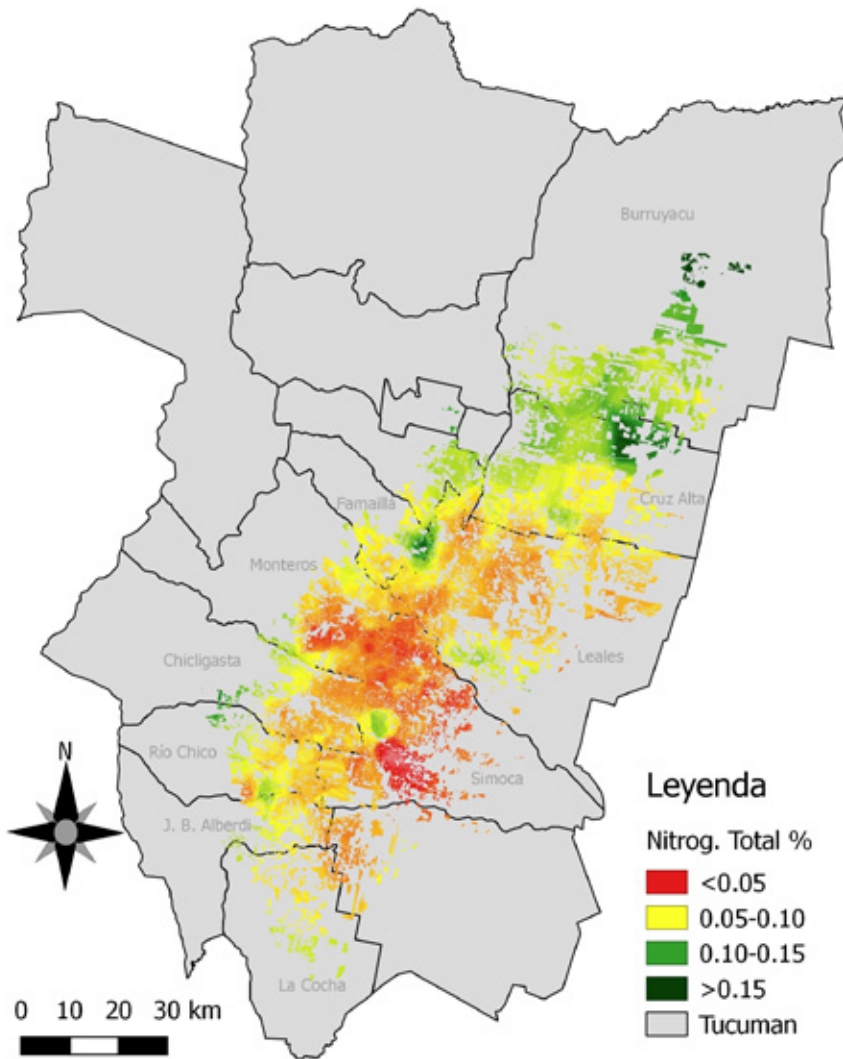 Burruyacu
Cruz Alta
Famaillá
Monteros
Leales
Chicligasta
Río Chico
Simoca
J. B. Alberdi
La Cocha
N
0 10 20 30 km
Leyenda
Nitrog. Total %
<0.05
0.05-0.10
0.10-0.15
>0.15
Tucuman